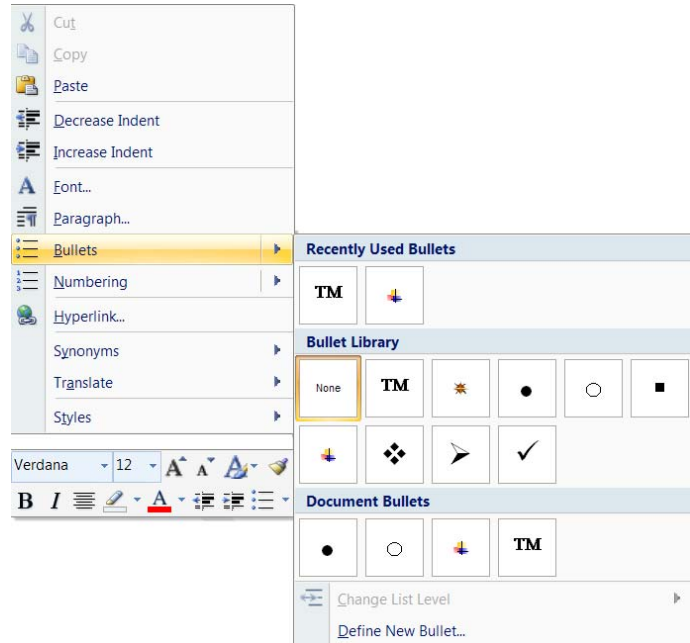 Cut
Copy
Paste
Decrease Indent
Increase Indent
Font...
Paragraph...
Bullets
Numbering
Hyperlink...
Synonyms
Translate
Styles
Verdana 12 A A A
B I A
Recently Used Bullets
TM
Bullet Library
None TM
Document Bullets
TM
Change List Level
Define New Bullet...